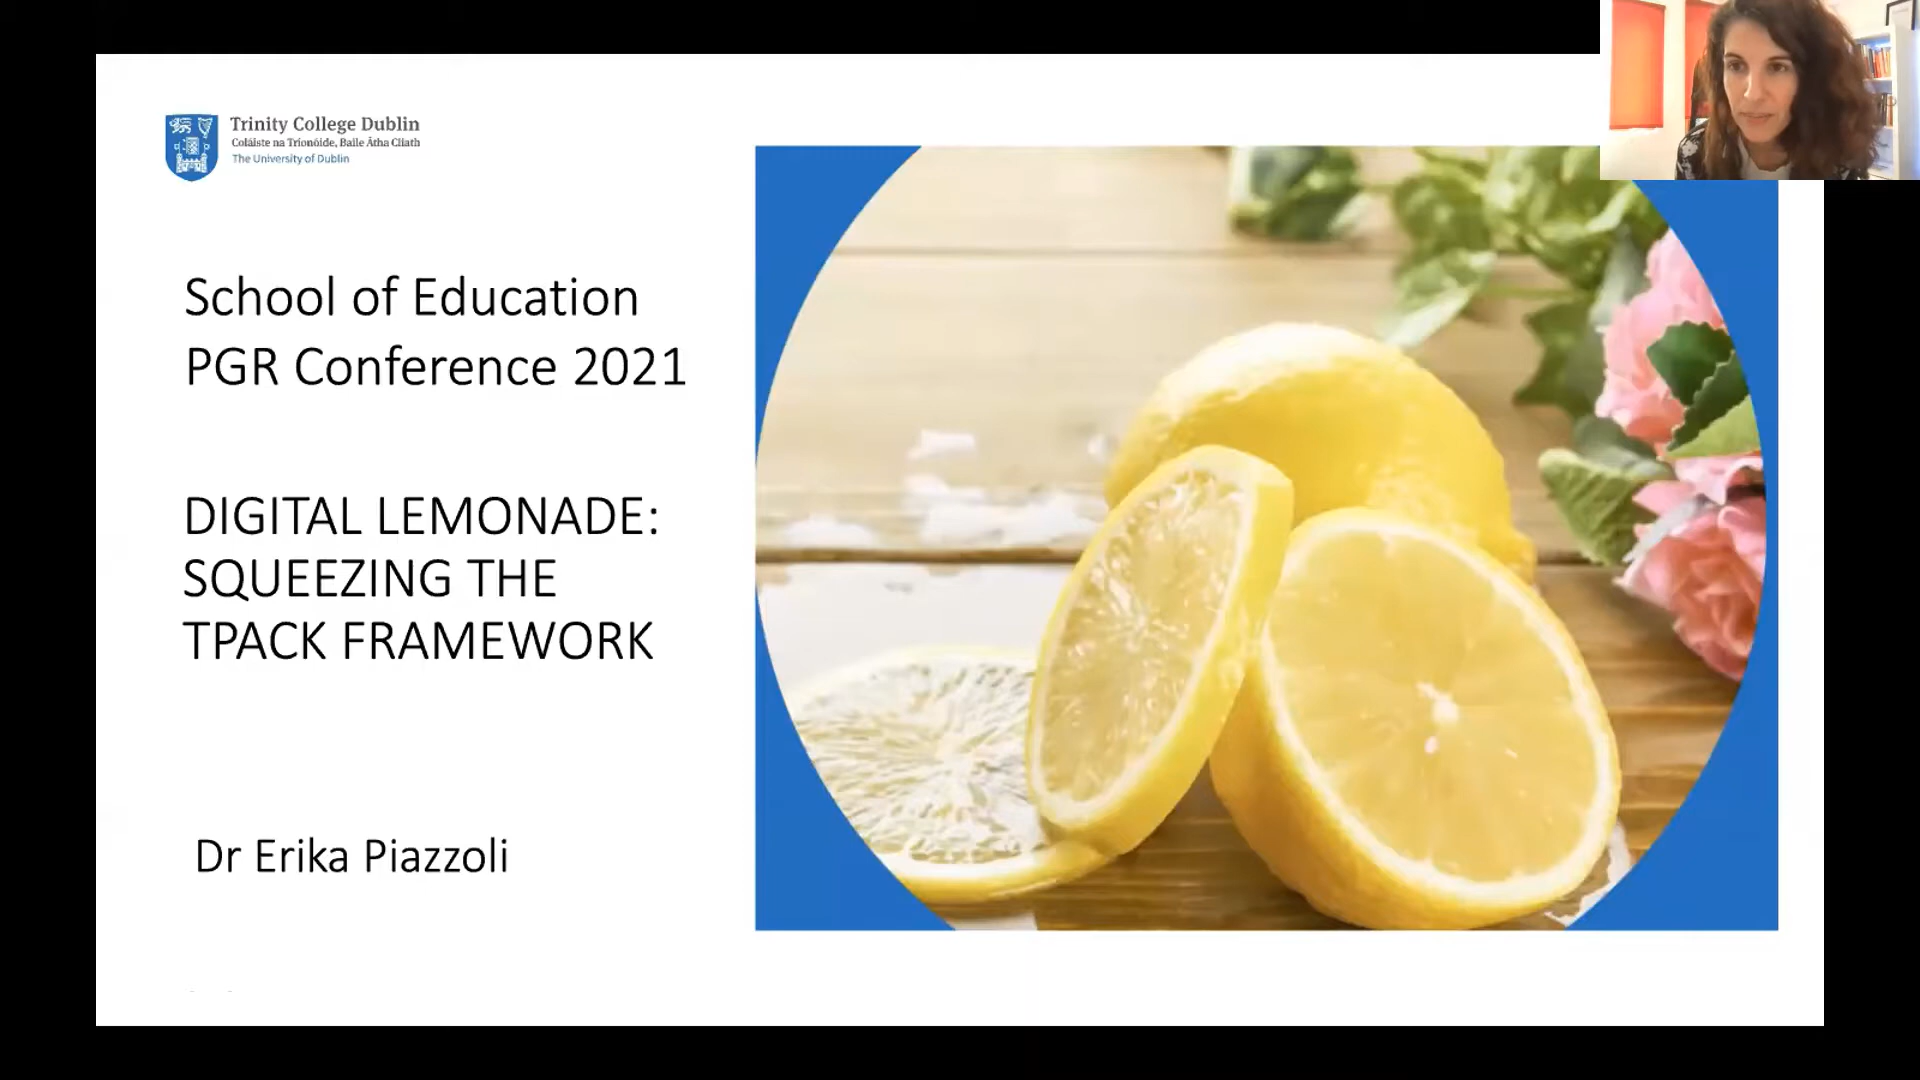 Trinity College Dublin
Coláiste na Tríonóide, Baile Átha Cliath
The University of Dublin
School of Education
PGR Conference 2021
DIGITAL LEMONADE:
SQUEEZING THE
TPACK FRAMEWORK
Dr Erika Piazzoli